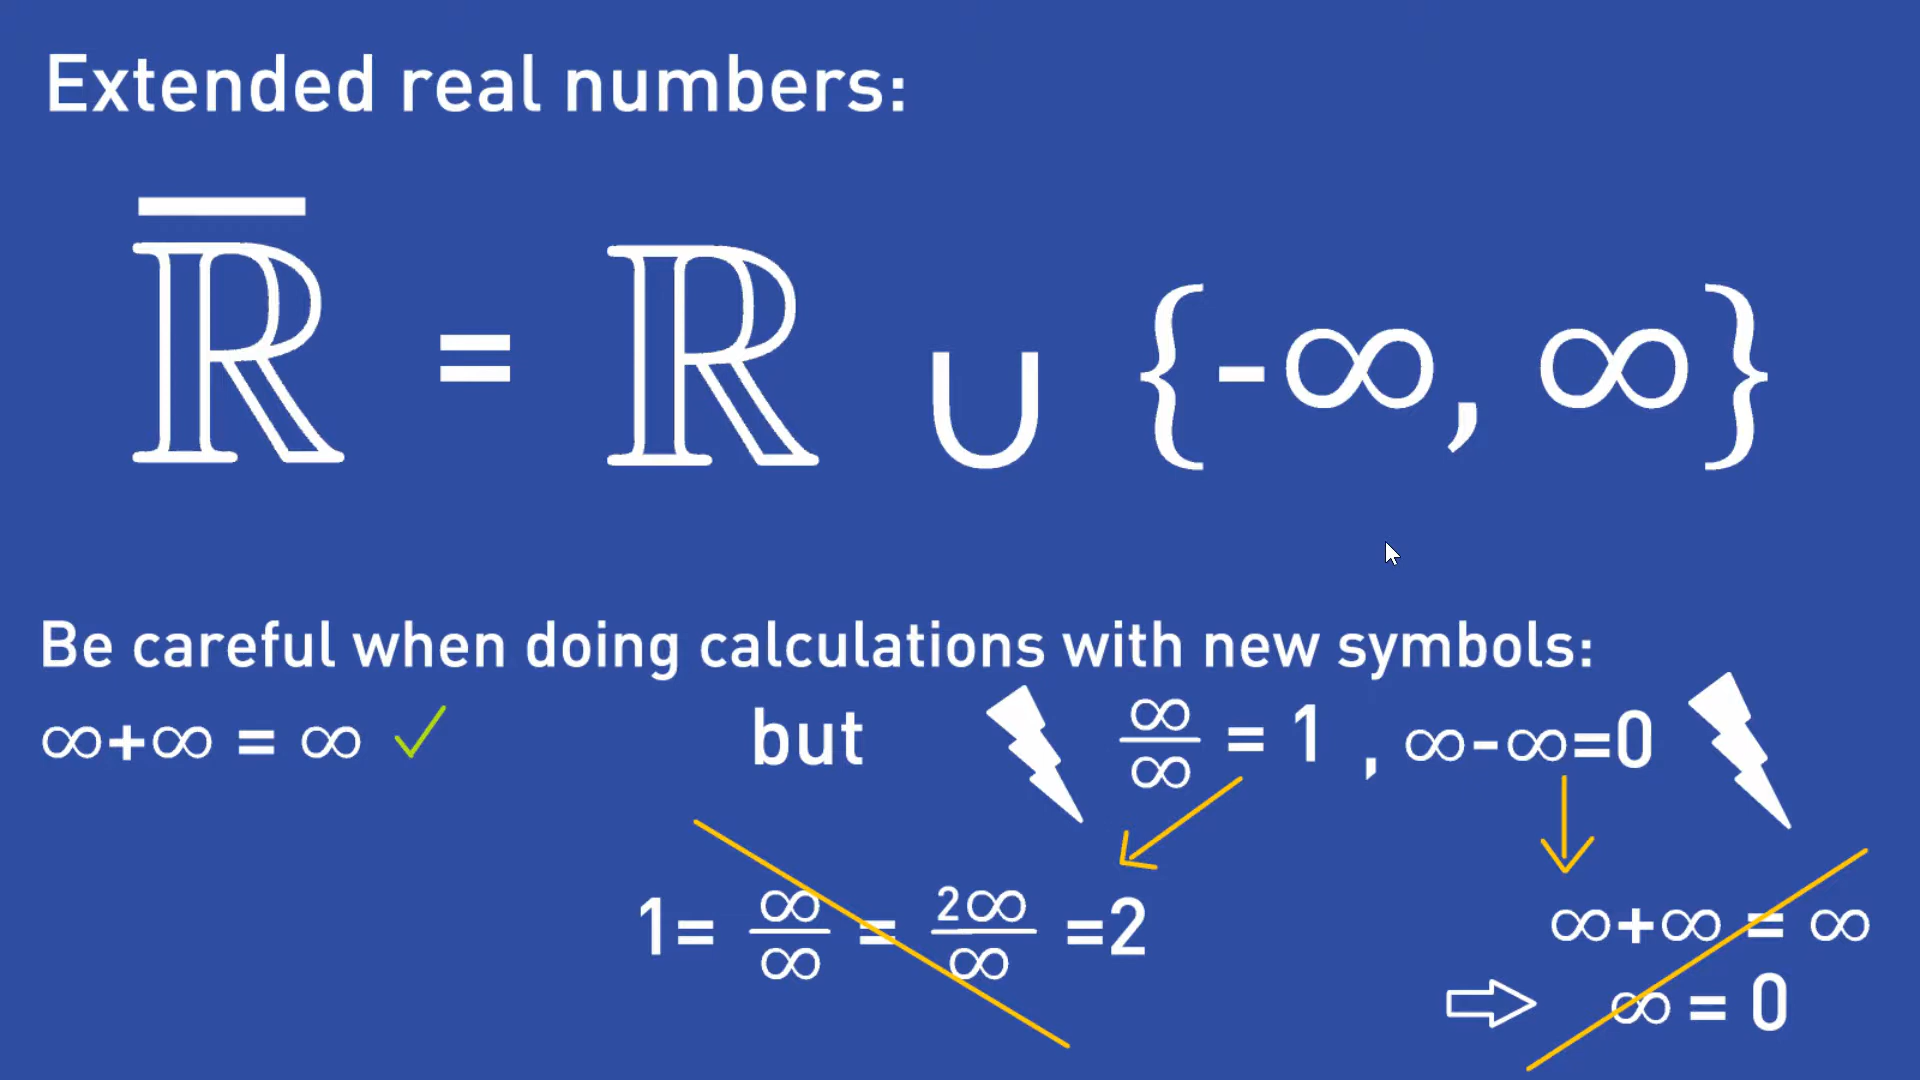 Extended real numbers:
ℝ̅ = ℝ ∪ {-∞, ∞}
Be careful when doing calculations with new symbols:
∞+∞ = ∞ ✓ but ∞/∞ = 1 , ∞-∞=0
1= ∞/∞ = 2∞/∞ =2
∞+∞ = ∞
⇨ ∞ = 0